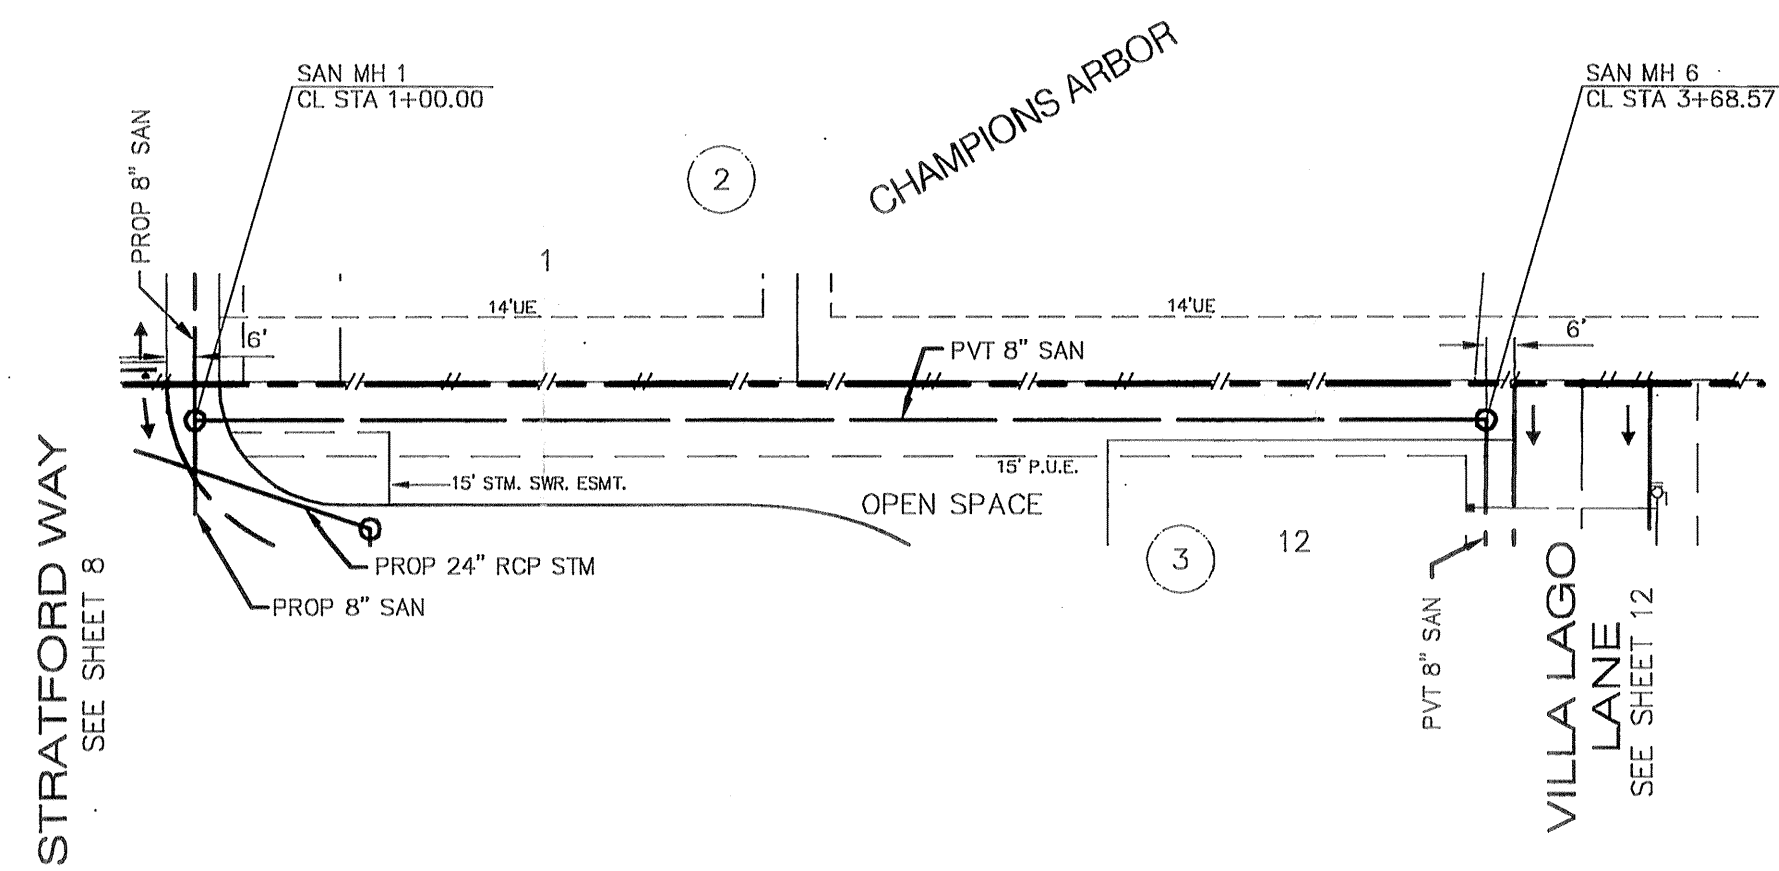 SAN MH 1
CL STA 1+00.00
CHAMPIONS ARBOR
SAN MH 6
CL STA 3+68.57
PROP 8" SAN
2
1
14'UE
14'UE
6'
6'
PVT 8" SAN
15' P.U.E.
15' STM. SWR. ESMT.
OPEN SPACE
12
3
PROP 24" RCP STM
PROP 8" SAN
STRATFORD WAY
SEE SHEET 8
PVT 8" SAN
VILLA LAGO
LANE
SEE SHEET 12